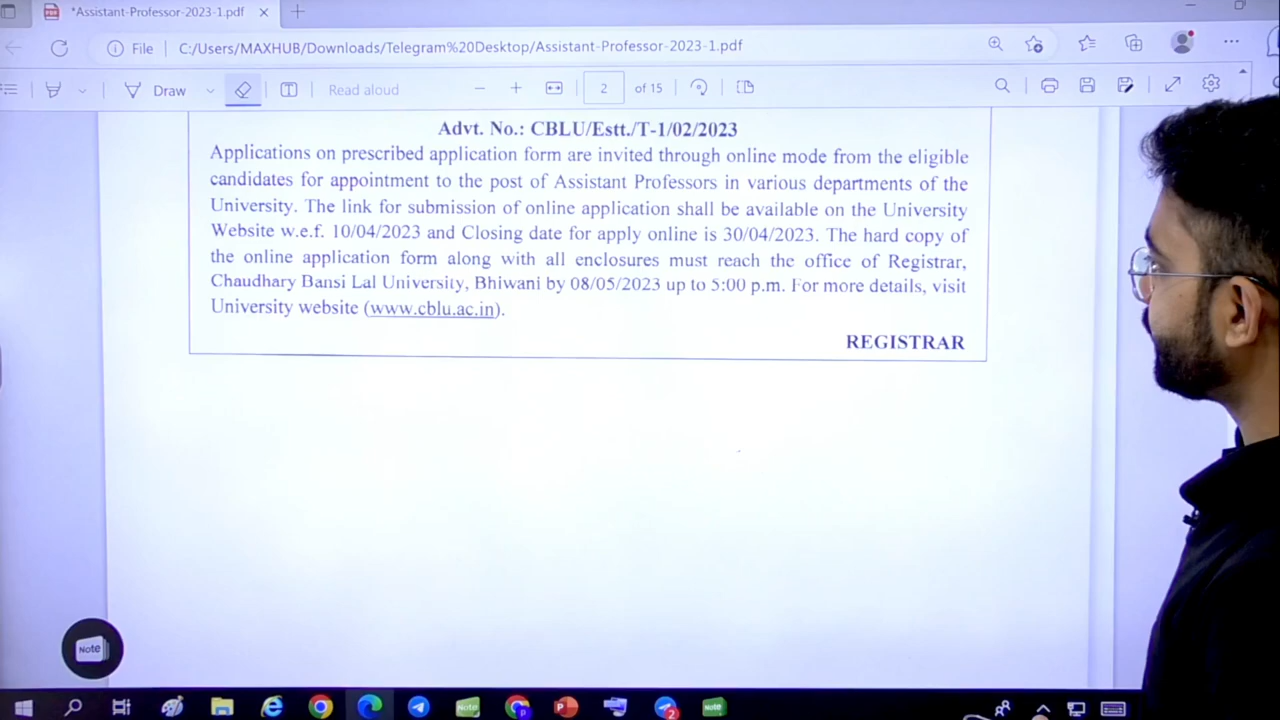 *Assistant-Professor-2023-1.pdf
File
C:/Users/MAXHUB/Downloads/Telegram%20Desktop/Assistant-Professor-2023-1.pdf
Draw
Read aloud
2
of 15
Advt. No.: CBLU/Estt./T-1/02/2023
Applications on prescribed application form are invited through online mode from the eligible
candidates for appointment to the post of Assistant Professors in various departments of the
University. The link for submission of online application shall be available on the University
Website w.e.f. 10/04/2023 and Closing date for apply online is 30/04/2023. The hard copy of
the online application form along with all enclosures must reach the office of Registrar,
Chaudhary Bansi Lal University, Bhiwani by 08/05/2023 up to 5:00 p.m. For more details, visit
University website (www.cblu.ac.in).
REGISTRAR
Note
Note
2
Note